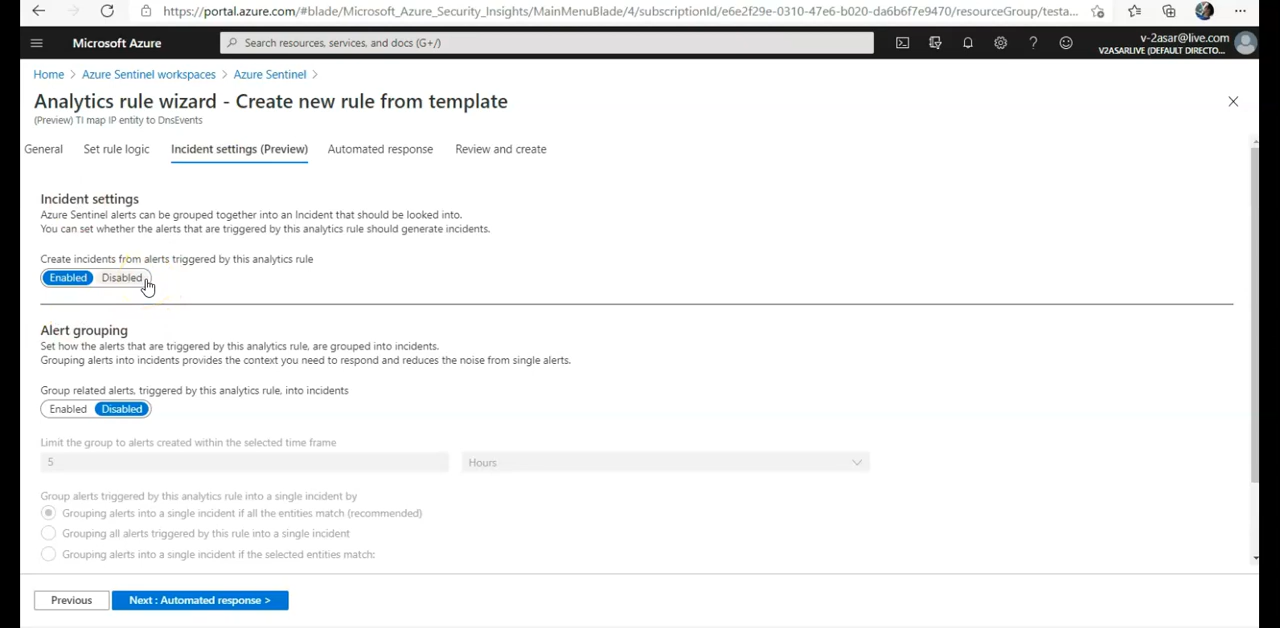 https://portal.azure.com/#blade/Microsoft_Azure_Security_Insights/MainMenuBlade/4/subscriptionId/e6e2f29e-0310-47e6-b020-da6b6f7e9470/resourceGroup/testa...
Microsoft Azure
Search resources, services, and docs (G+/)
v-2asar@live.com
V2ASARLIVE (DEFAULT DIRECTO...
Home > Azure Sentinel workspaces > Azure Sentinel >
Analytics rule wizard - Create new rule from template
(Preview) TI map IP entity to DnsEvents
General Set rule logic Incident settings (Preview) Automated response Review and create
Incident settings
Azure Sentinel alerts can be grouped together into an Incident that should be looked into.
You can set whether the alerts that are triggered by this analytics rule should generate incidents.
Create incidents from alerts triggered by this analytics rule
Enabled Disabled
Alert grouping
Set how the alerts that are triggered by this analytics rule, are grouped into incidents.
Grouping alerts into incidents provides the context you need to respond and reduces the noise from single alerts.
Group related alerts, triggered by this analytics rule, into incidents
Enabled Disabled
Limit the group to alerts created within the selected time frame
5 Hours
Group alerts triggered by this analytics rule into a single incident by
Grouping alerts into a single incident if all the entities match (recommended)
Grouping all alerts triggered by this rule into a single incident
Grouping alerts into a single incident if the selected entities match:
Previous Next : Automated response >